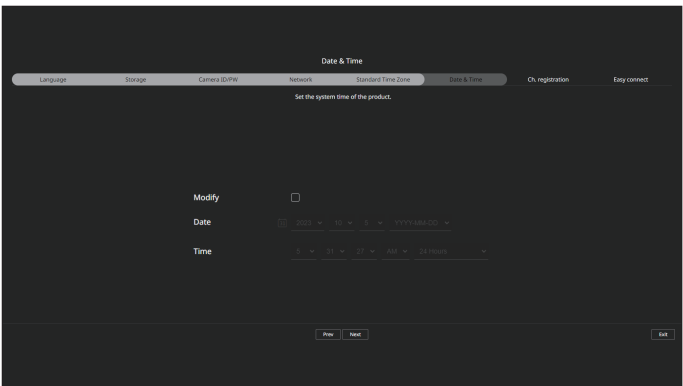 Date & Time
Language Storage Camera ID/PW Network Standard Time Zone Date & Time Ch. registration Easy connect
Set the system time of the product.
Modify
Date 2022 10 5 YYYY-MM-DD
Time 5 31 27 AM 24 Hours
Prev Next Exit